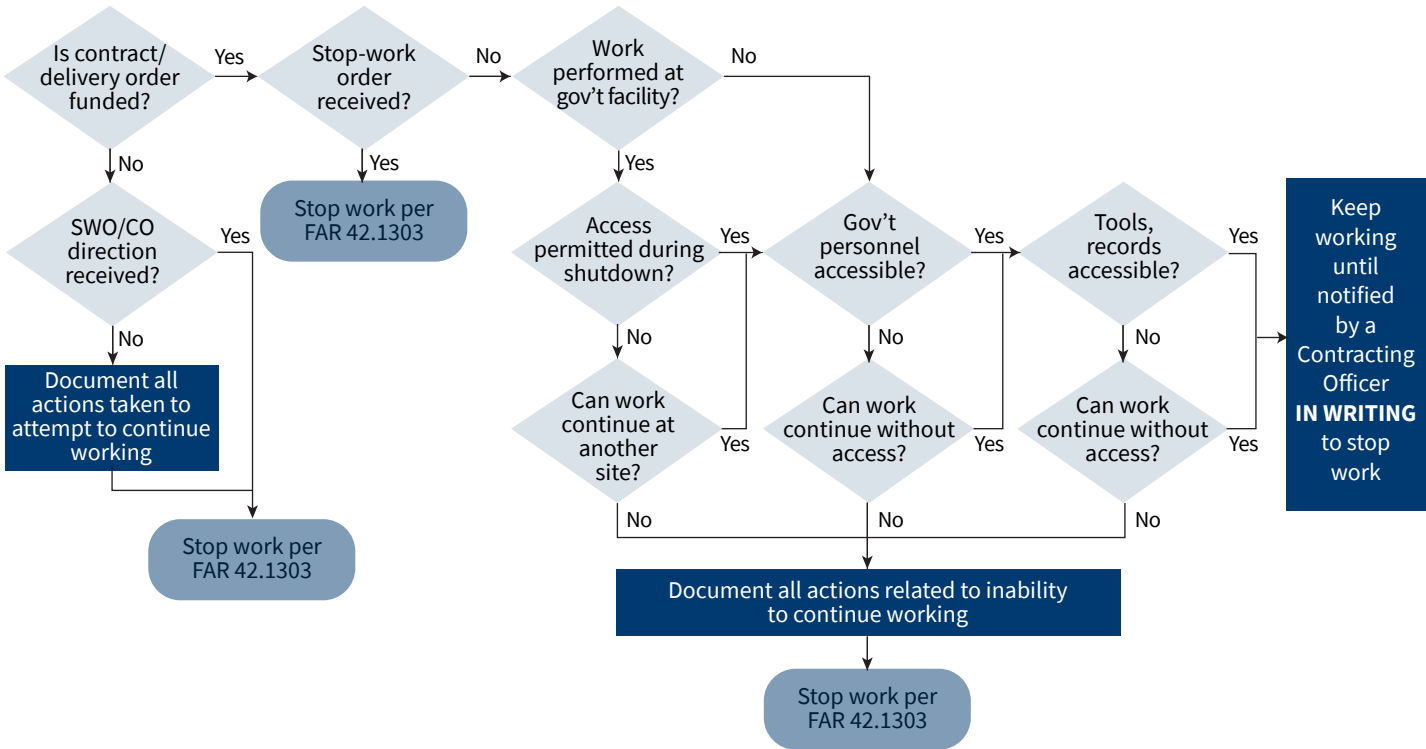 Is contract/
delivery order
funded?
Yes
Stop-work
order
received?
No
Work
performed at
gov’t facility?
No
No
Yes
Yes
Stop work per
FAR 42.1303
SWO/CO
direction
received?
Yes
No
Document all
actions taken to
attempt to continue
working
Stop work per
FAR 42.1303
Access
permitted during
shutdown?
Yes
No
Can work
continue at
another
site?
Yes
No
Gov’t
personnel
accessible?
Yes
No
Can work
continue without
access?
Yes
No
Tools,
records
accessible?
Yes
No
Can work
continue without
access?
Yes
No
Keep
working
until
notified
by a
Contracting
Officer
IN WRITING
to stop
work
Document all actions related to inability
to continue working
Stop work per
FAR 42.1303